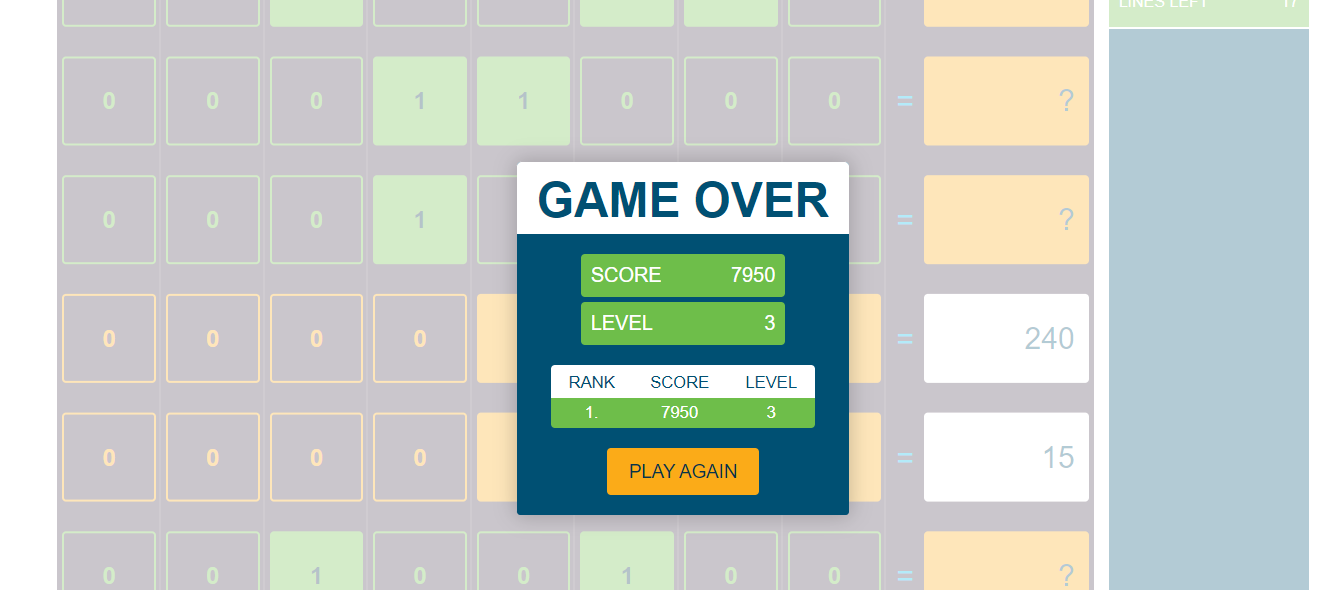 LINES LEFT 17
0 0 0 1 1 0 0 0 = ?
0 0 0 1 = ?
GAME OVER
SCORE 7950
LEVEL 3
0 0 0 0 = 240
RANK SCORE LEVEL
1. 7950 3
0 0 0 0 = 15
PLAY AGAIN
0 0 1 0 0 1 0 0 = ?